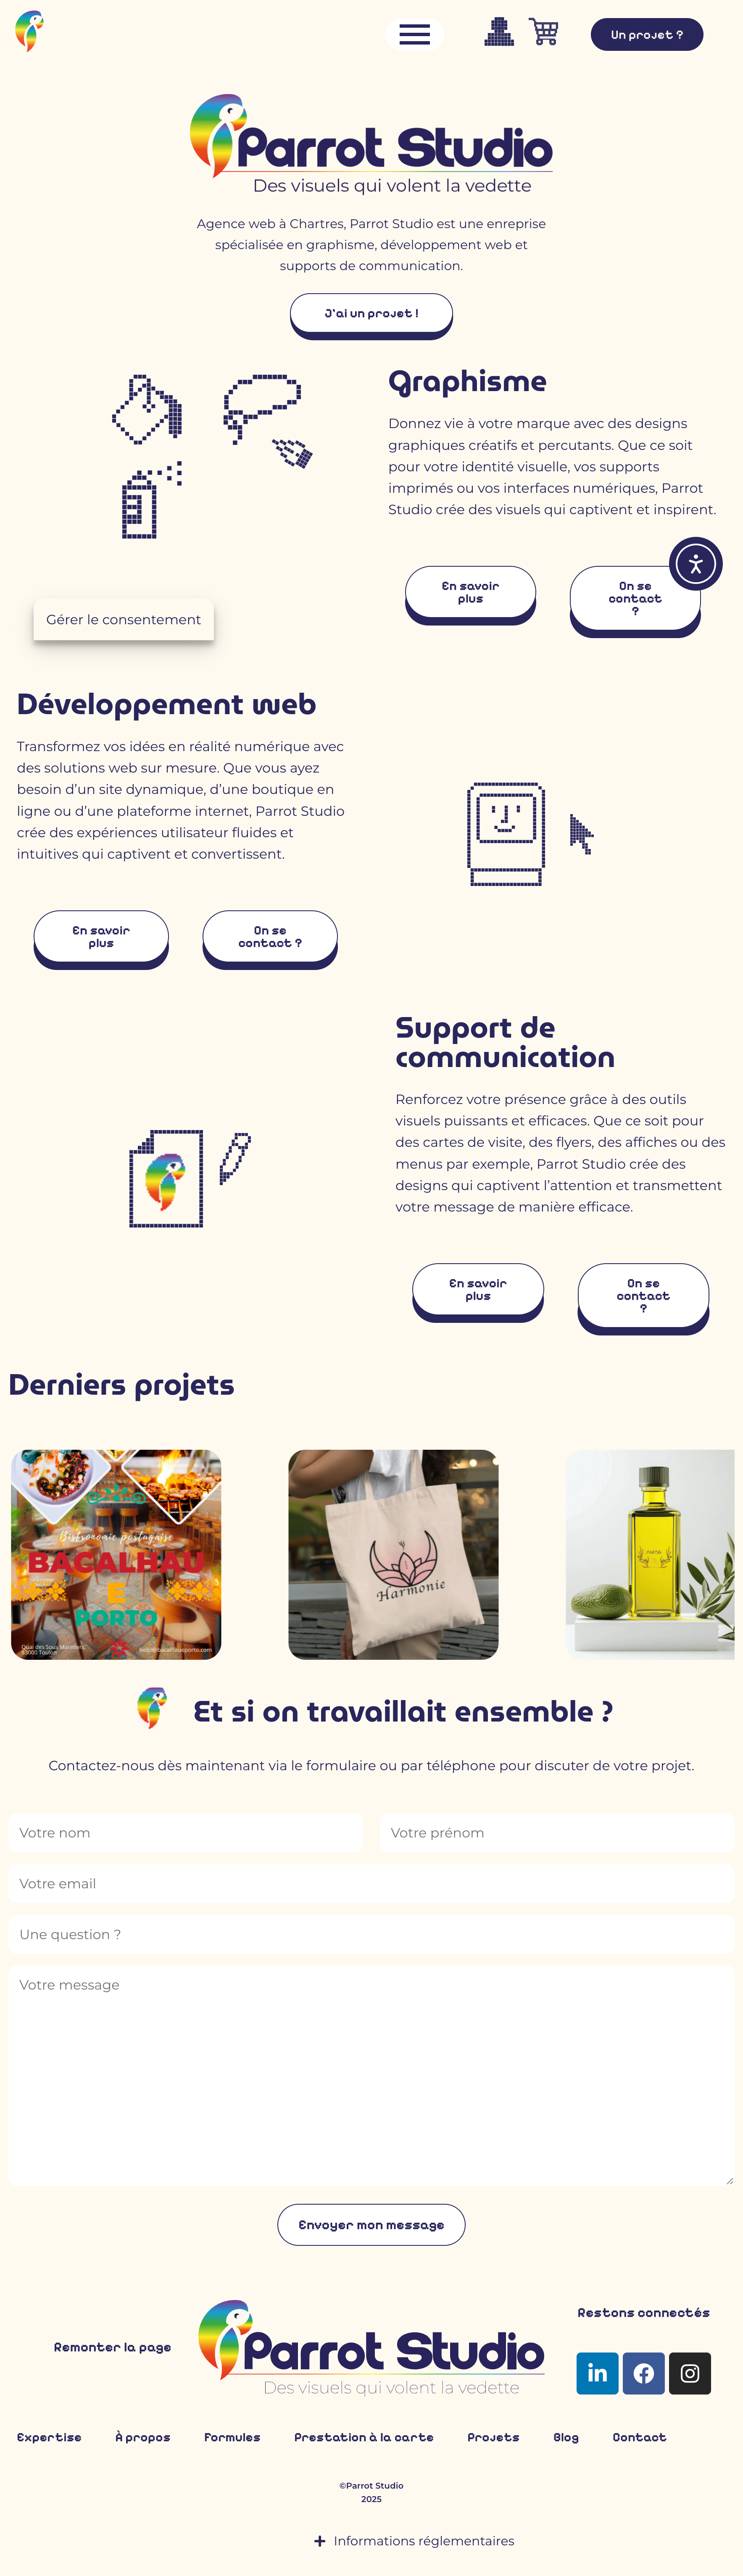 Un projet ?
Parrot Studio
Des visuels qui volent la vedette
Agence web à Chartres, Parrot Studio est une enreprise
spécialisée en graphisme, développement web et
supports de communication.
J'ai un projet !
Graphisme
Donnez vie à votre marque avec des designs
graphiques créatifs et percutants. Que ce soit
pour votre identité visuelle, vos supports
imprimés ou vos interfaces numériques, Parrot
Studio crée des visuels qui captivent et inspirent.
En savoir
plus
On se
contact
?
Gérer le consentement
Développement web
Transformez vos idées en réalité numérique avec
des solutions web sur mesure. Que vous ayez
besoin d'un site dynamique, d'une boutique en
ligne ou d'une plateforme internet, Parrot Studio
crée des expériences utilisateur fluides et
intuitives qui captivent et convertissent.
En savoir
plus
On se
contact ?
Support de
communication
Renforcez votre présence grâce à des outils
visuels puissants et efficaces. Que ce soit pour
des cartes de visite, des flyers, des affiches ou des
menus par exemple, Parrot Studio crée des
designs qui captivent l'attention et transmettent
votre message de manière efficace.
En savoir
plus
On se
contact
?
Derniers projets
Bistronomie portugaise
BACALHAU
E
PORTO
Quai des Sous Mariniers,
83000 Toulon
Harmonie
Et si on travaillait ensemble ?
Contactez-nous dès maintenant via le formulaire ou par téléphone pour discuter de votre projet.
Votre nom
Votre prénom
Votre email
Une question ?
Votre message
Envoyer mon message
Remonter la page
Parrot Studio
Des visuels qui volent la vedette
Restons connectés
Expertise
À propos
Formules
Prestation à la carte
Projets
Blog
Contact
©Parrot Studio
2025
Informations réglementaires